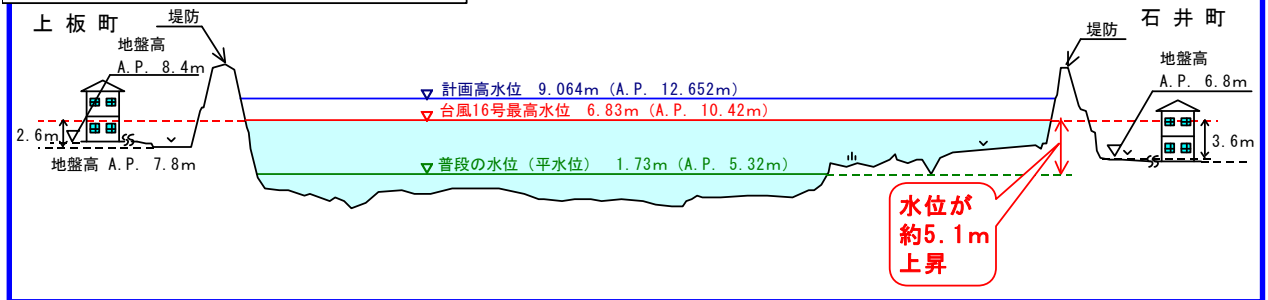 上板町
堤防
地盤高
A.P. 8.4m
2.6m
地盤高 A.P. 7.8m
計画高水位 9.064m (A.P. 12.652m)
台風16号最高水位 6.83m (A.P. 10.42m)
普段の水位（平水位） 1.73m (A.P. 5.32m)
石井町
堤防
地盤高
A.P. 6.8m
3.6m
水位が
約5.1m
上昇